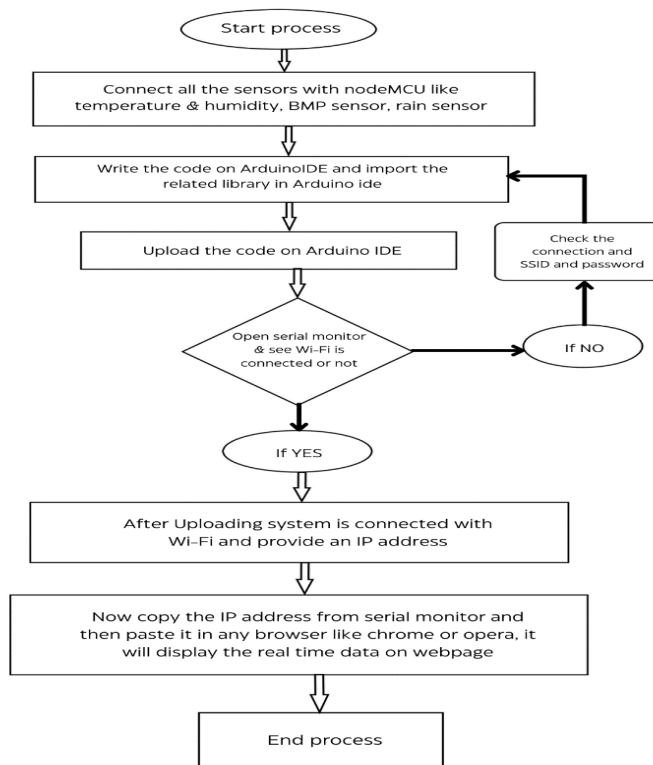 Start process
Connect all the sensors with nodeMCU like
temperature & humidity, BMP sensor, rain sensor
Write the code on ArduinoIDE and import the
related library in Arduino ide
Upload the code on Arduino IDE
Check the
connection and
SSID and password
Open serial monitor
& see Wi-Fi is
connected or not
If NO
If YES
After Uploading system is connected with
Wi-Fi and provide an IP address
Now copy the IP address from serial monitor and
then paste it in any browser like chrome or opera, it
will display the real time data on webpage
End process